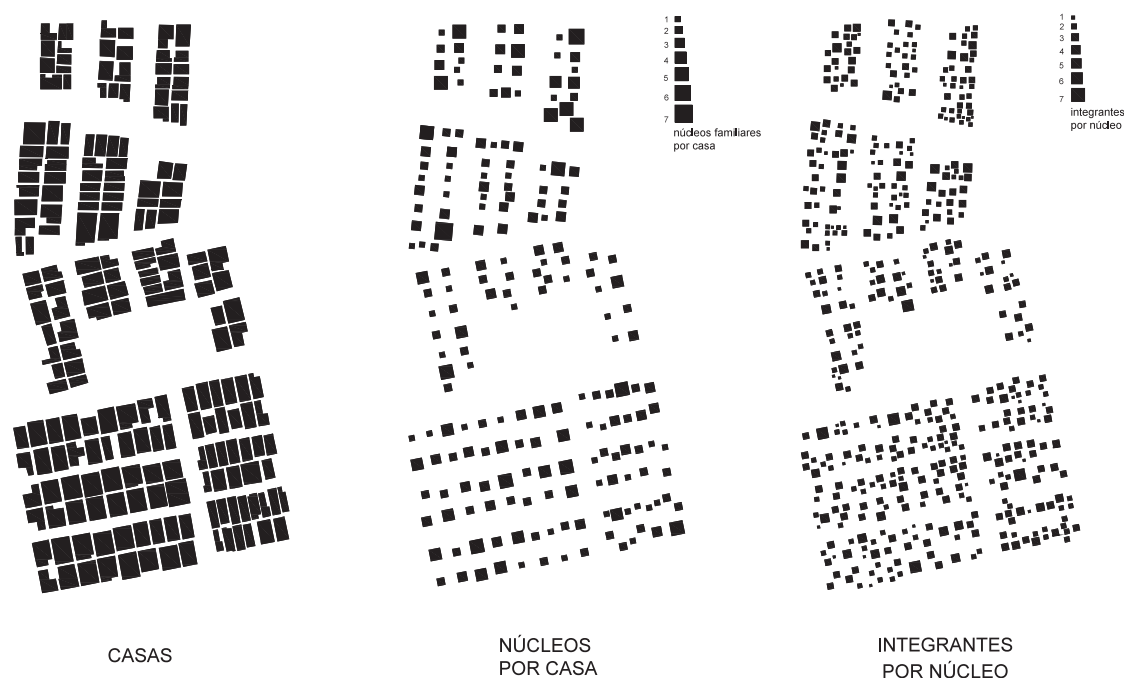 1
2
3
4
5
6
7
núcleos familiares
por casa
1
2
3
4
5
6
7
integrantes
por núcleo
CASAS
NÚCLEOS
POR CASA
INTEGRANTES
POR NÚCLEO